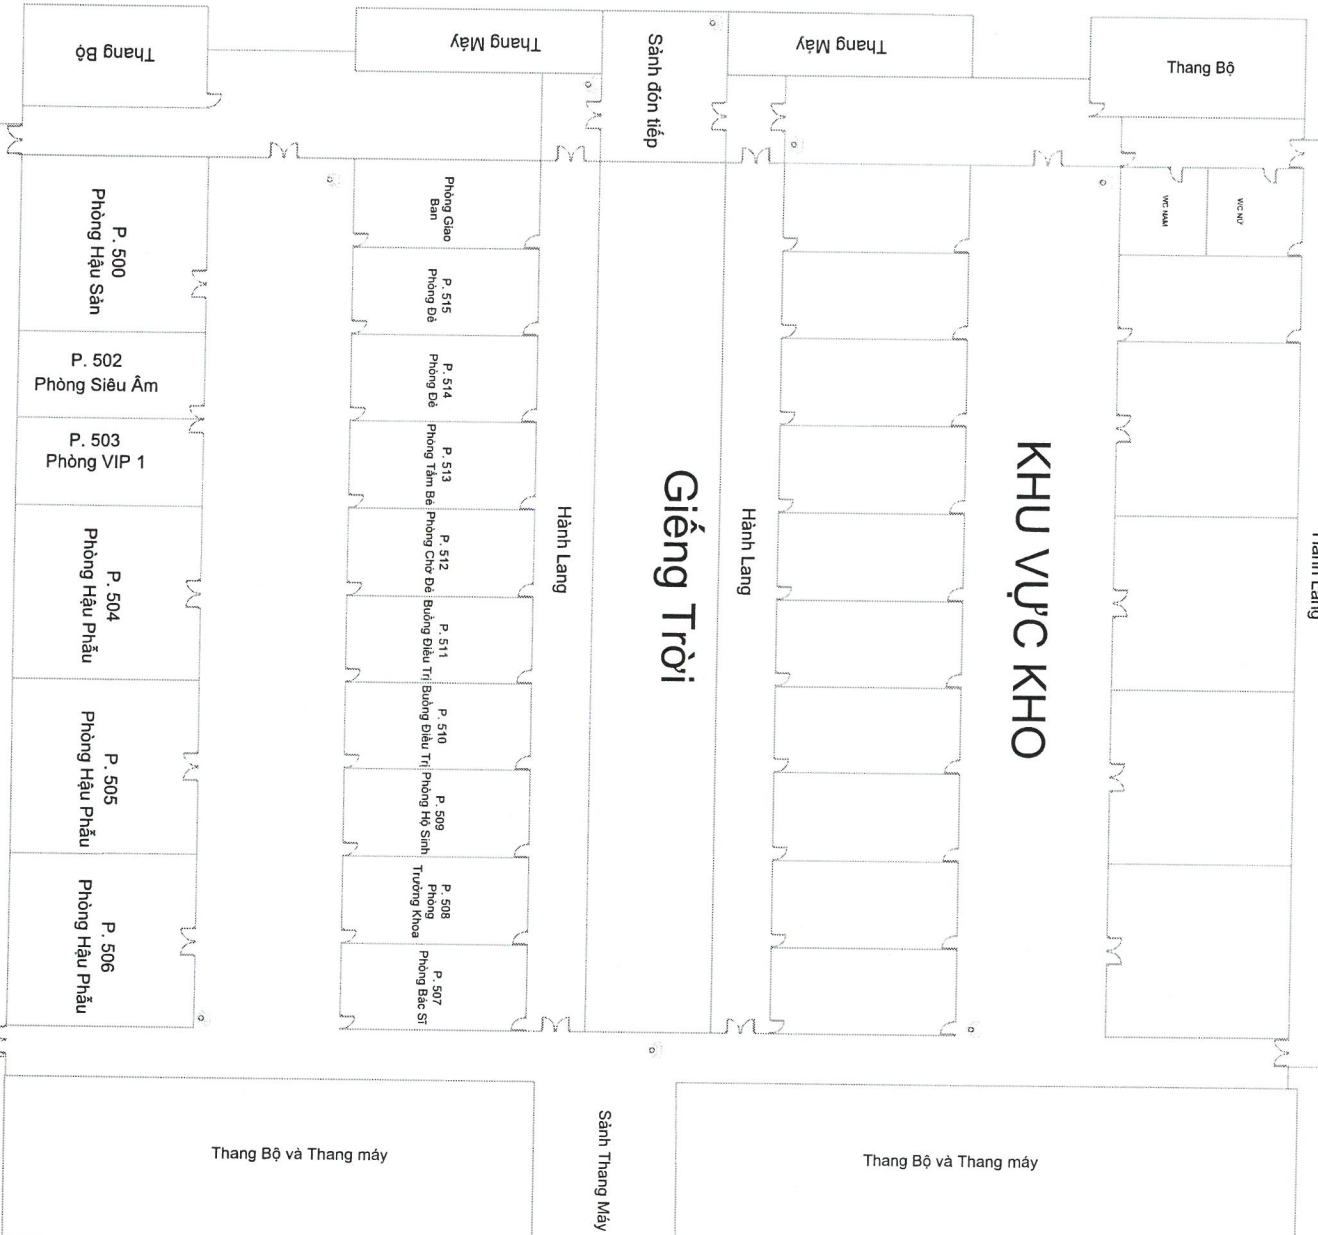 Thang Bộ
Thang Máy
Sảnh đón tiếp
Thang Máy
Thang Bộ
P. 500
Phòng Hậu Sản
Phòng Giao
Ban
WC NAM
WC NỮ
P. 515
Phòng Đẻ
P. 502
Phòng Siêu Âm
P. 514
Phòng Đẻ
P. 503
Phòng VIP 1
P. 513
Phòng Tắm Bé
P. 504
Phòng Hậu Phẫu
P. 512
Phòng Chờ Đẻ
Hành Lang
Giếng Trời
Hành Lang
KHU VỰC KHO
Hành Lang
P. 511
Buồng Điều Trị
P. 505
Phòng Hậu Phẫu
P. 510
Buồng Điều Trị
P. 509
Phòng Hộ Sinh
P. 506
Phòng Hậu Phẫu
P. 508
Phòng
Trưởng Khoa
P. 507
Phòng Bác Sĩ
Thang Bộ và Thang máy
Sảnh Thang Máy
Thang Bộ và Thang máy